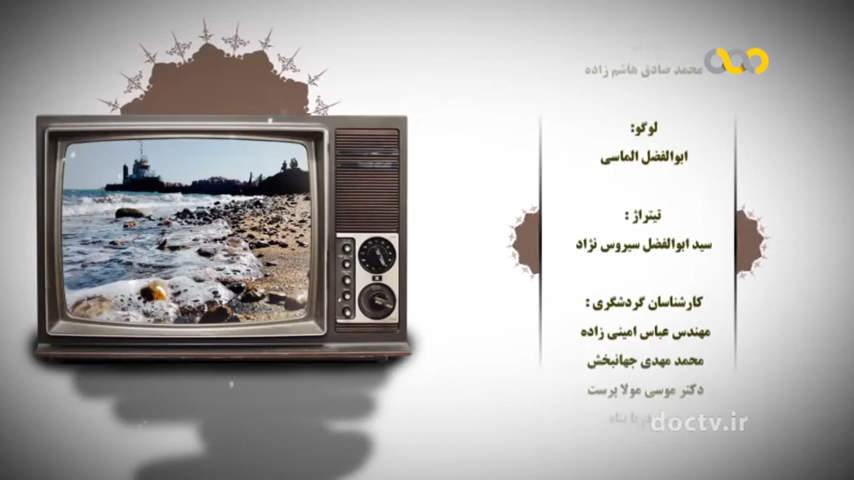 محمد صادق هاشم زاده
لوگو:
ابوالفضل الماسی
تیتراژ :
سید ابوالفضل سیروس نژاد
کارشناسان گردشگری :
مهندس عباس امینی زاده
محمد مهدی جهانبخش
دکتر موسی مولا پرست
doctv.ir